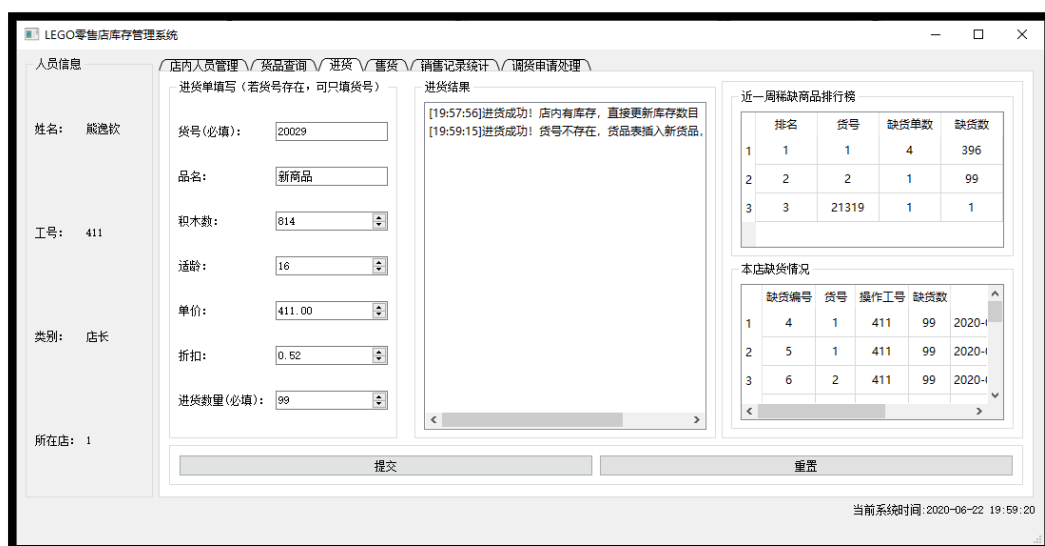 LEGO零售店库存管理系统
人员信息
姓名： 熊逸钦
工号： 411
类别： 店长
所在店： 1
店内人员管理 货品查询 进货 售货 销售记录统计 调货申请处理
进货单填写（若货号存在，可只填货号）
货号(必填)： 20029
品名： 新商品
积木数： 814
适龄： 16
单价： 411.00
折扣： 0.52
进货数量(必填)： 99
进货结果
[19:57:56]进货成功！店内有库存，直接更新库存数目
[19:59:15]进货成功！货号不存在，货品表插入新货品，
近一周稀缺商品排行榜
排名 货号 缺货单数 缺货数
1 1 1 4 396
2 2 2 1 99
3 3 21319 1 1
本店缺货情况
缺货编号 货号 操作工号 缺货数
1 4 1 411 99 2020-
2 5 1 411 99 2020-
3 6 2 411 99 2020-
提交 重置
当前系统时间:2020-06-22 19:59:20